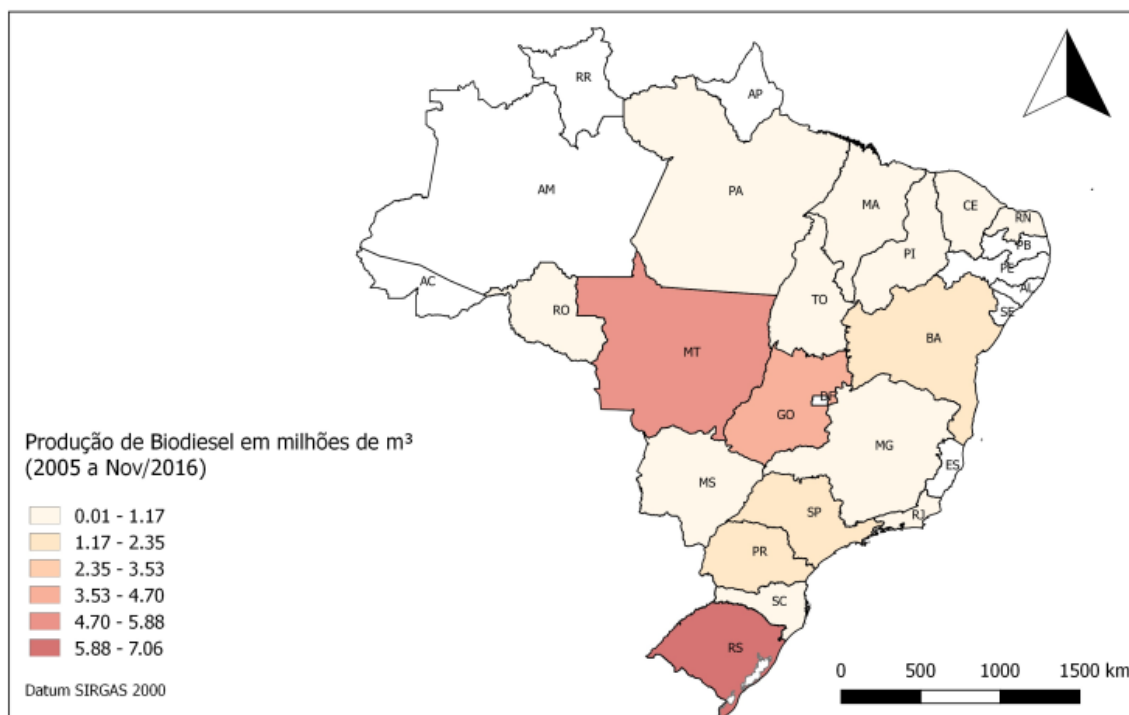 RR
AP
AM
PA
MA
CE
RN
PB
PE
AL
SE
PI
AC
RO
TO
BA
MT
DF
GO
MG
ES
MS
SP
RJ
PR
SC
RS
Produção de Biodiesel em milhões de m³
(2005 a Nov/2016)
0.01 - 1.17
1.17 - 2.35
2.35 - 3.53
3.53 - 4.70
4.70 - 5.88
5.88 - 7.06
Datum SIRGAS 2000
0 500 1000 1500 km